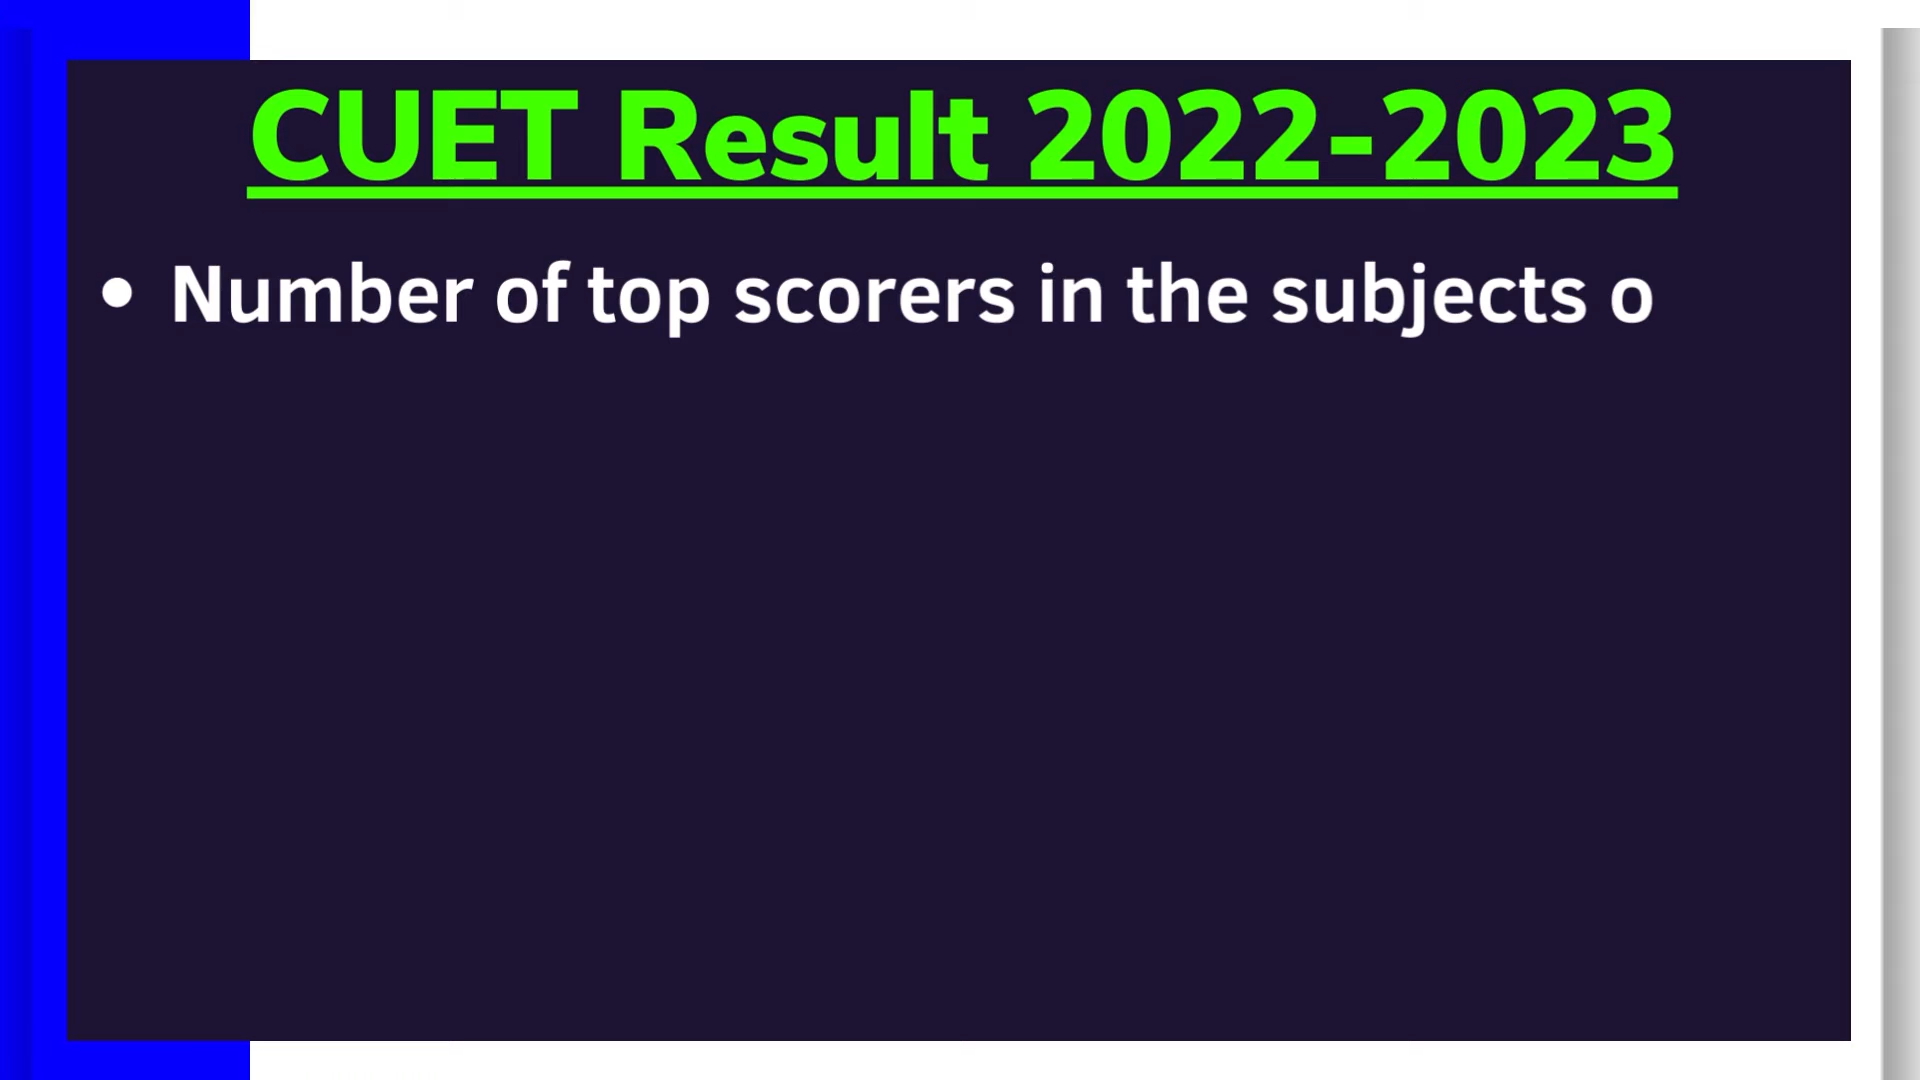 CUET Result 2022-2023
• Number of top scorers in the subjects o